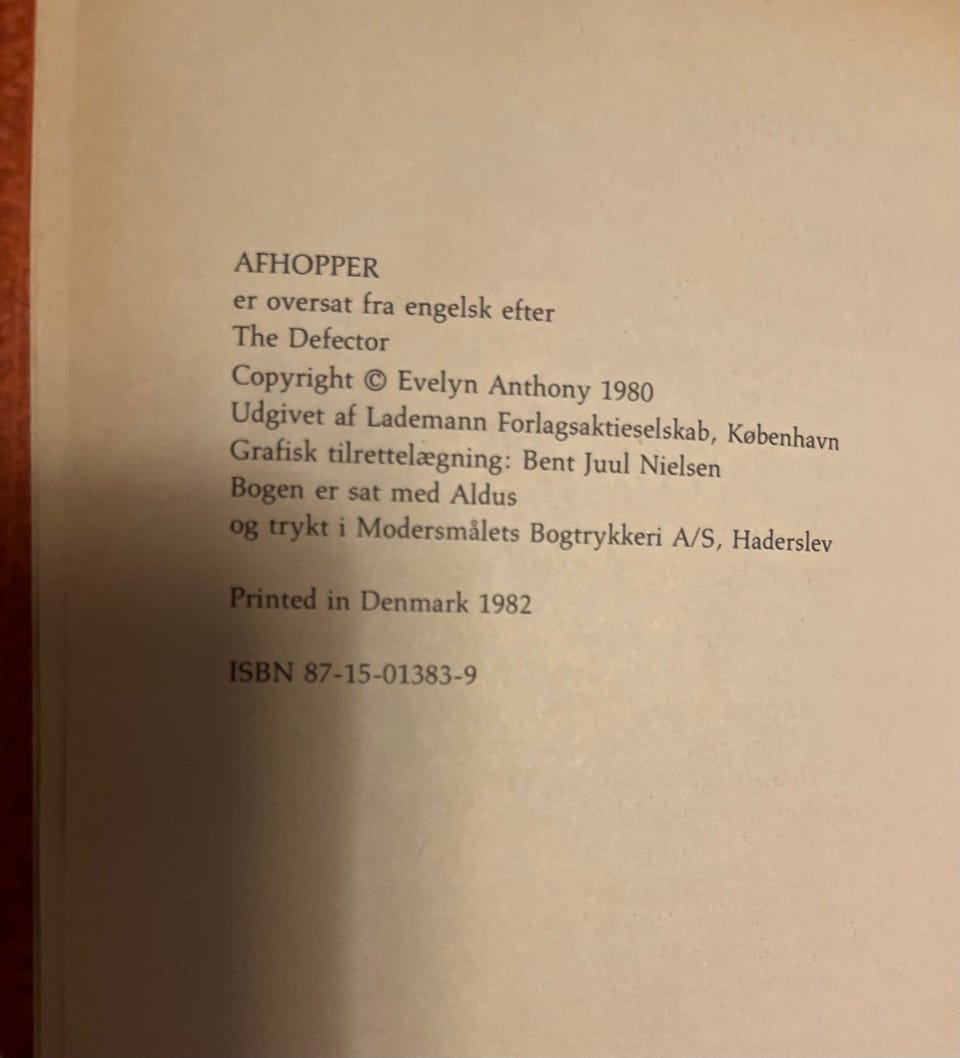 AFHOPPER
er oversat fra engelsk efter
The Defector
Copyright © Evelyn Anthony 1980
Udgivet af Lademann Forlagsaktieselskab, København
Grafisk tilrettelægning: Bent Juul Nielsen
Bogen er sat med Aldus
og trykt i Modersmålets Bogtrykkeri A/S, Haderslev
Printed in Denmark 1982
ISBN 87-15-01383-9